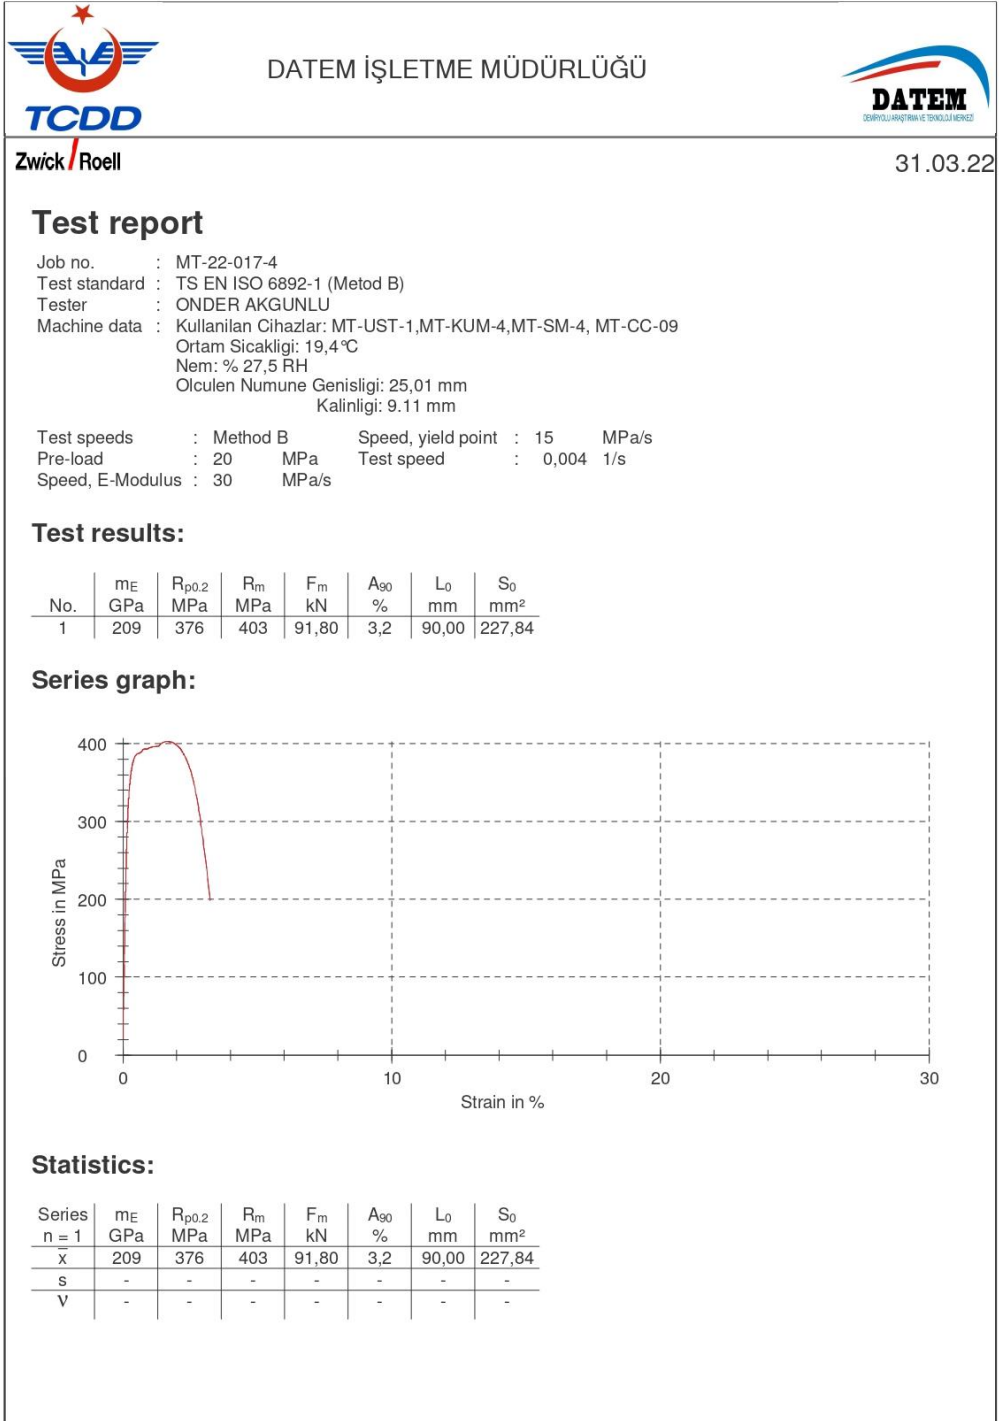 DATEM İŞLETME MÜDÜRLÜĞÜ
TCDD
DATEM
DEMİRYOLU ARAŞTIRMA VE TEKNOLOJİ MERKEZİ
Zwick / Roell
31.03.22
Test report
Job no. : MT-22-017-4
Test standard : TS EN ISO 6892-1 (Metod B)
Tester : ONDER AKGUNLU
Machine data : Kullanilan Cihazlar: MT-UST-1,MT-KUM-4,MT-SM-4, MT-CC-09
Ortam Sicakligi: 19,4°C
Nem: % 27,5 RH
Olculen Numune Genisligi: 25,01 mm
Kalinligi: 9.11 mm
Test speeds : Method B Speed, yield point : 15 MPa/s
Pre-load : 20 MPa Test speed : 0,004 1/s
Speed, E-Modulus : 30 MPa/s
Test results:
mE Rp0.2 Rm Fm A90 L0 S0
No. GPa MPa MPa kN % mm mm²
1 209 376 403 91,80 3,2 90,00 227,84
Series graph:
400
300
200
100
0
Stress in MPa
0 10 20 30
Strain in %
Statistics:
Series mE Rp0.2 Rm Fm A90 L0 S0
n = 1 GPa MPa MPa kN % mm mm²
x̄ 209 376 403 91,80 3,2 90,00 227,84
s - - - - - - -
ν - - - - - - -